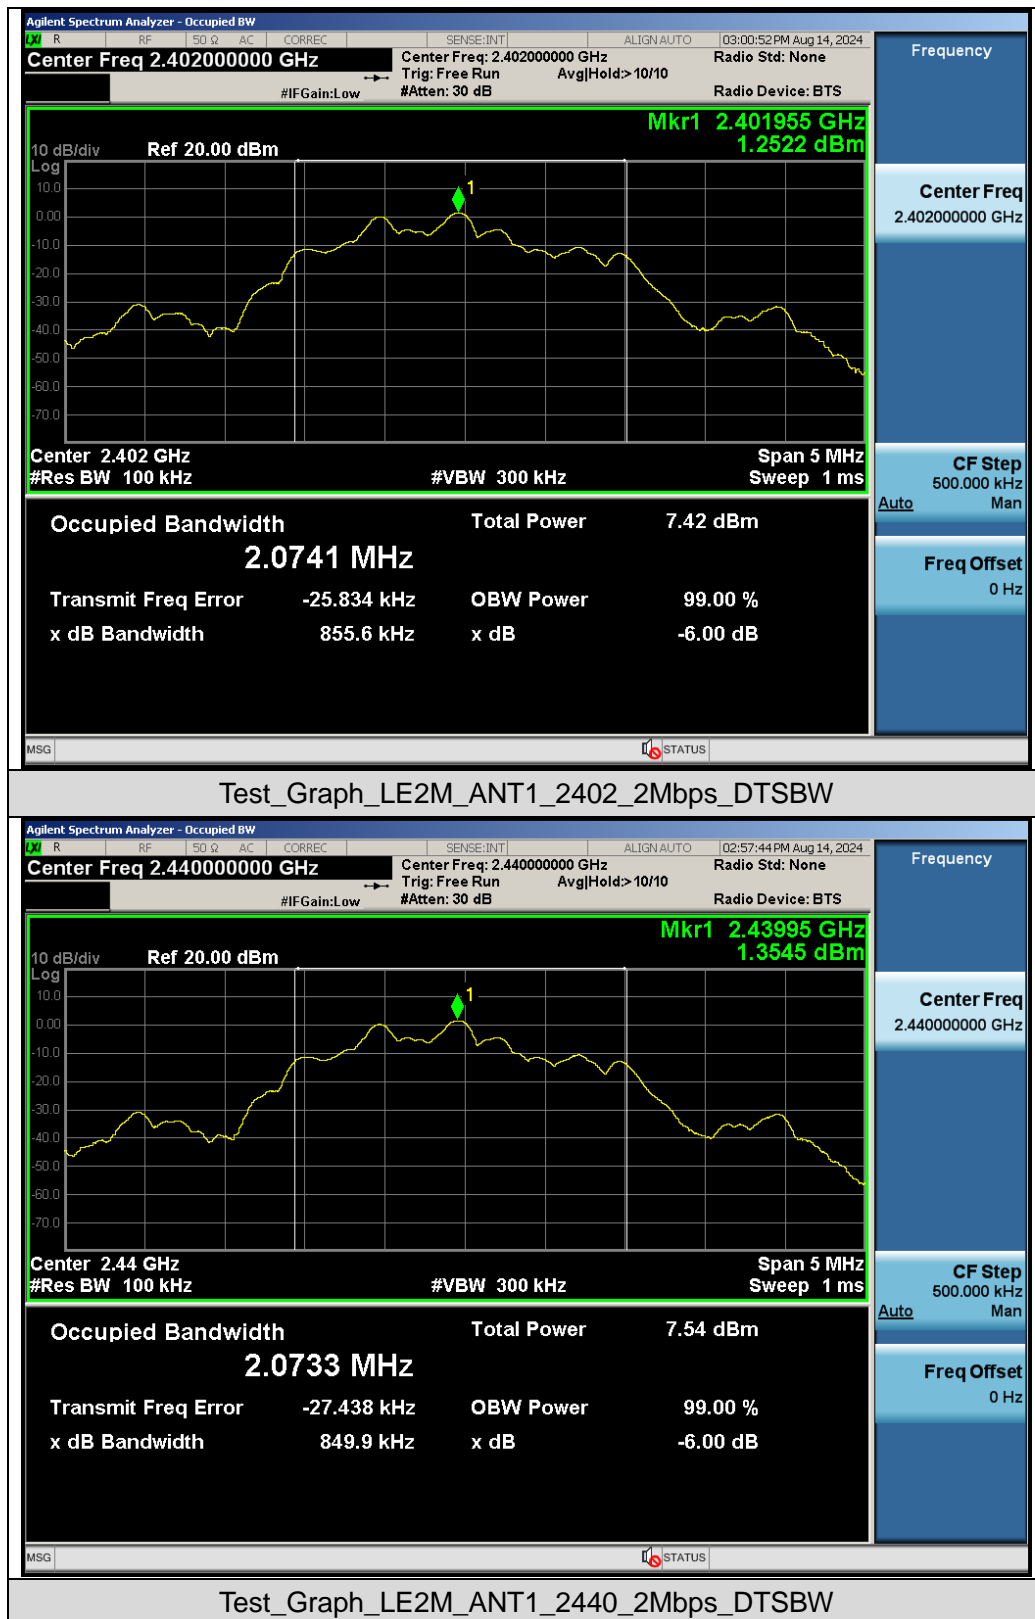 Agilent Spectrum Analyzer - Occupied BW
LXI R RF 50 Ω AC CORREC SENSE:INT ALIGN AUTO 03:00:52 PM Aug 14, 2024
Center Freq 2.402000000 GHz
Center Freq: 2.402000000 GHz Radio Std: None
Trig: Free Run Avg|Hold:> 10/10
#IFGain:Low #Atten: 30 dB Radio Device: BTS
Frequency
Mkr1 2.401955 GHz
1.2522 dBm
10 dB/div Ref 20.00 dBm
Log
10.0
0.00
-10.0
-20.0
-30.0
-40.0
-50.0
-60.0
-70.0
1
Center Freq
2.402000000 GHz
Center 2.402 GHz Span 5 MHz
#Res BW 100 kHz #VBW 300 kHz Sweep 1 ms
CF Step
500.000 kHz
Auto Man
Occupied Bandwidth Total Power 7.42 dBm
2.0741 MHz
Transmit Freq Error -25.834 kHz OBW Power 99.00 %
x dB Bandwidth 855.6 kHz x dB -6.00 dB
Freq Offset
0 Hz
MSG STATUS
Test_Graph_LE2M_ANT1_2402_2Mbps_DTSBW
Agilent Spectrum Analyzer - Occupied BW
LXI R RF 50 Ω AC CORREC SENSE:INT ALIGN AUTO 02:57:44 PM Aug 14, 2024
Center Freq 2.440000000 GHz
Center Freq: 2.440000000 GHz Radio Std: None
Trig: Free Run Avg|Hold:> 10/10
#IFGain:Low #Atten: 30 dB Radio Device: BTS
Frequency
Mkr1 2.43995 GHz
1.3545 dBm
10 dB/div Ref 20.00 dBm
Log
10.0
0.00
-10.0
-20.0
-30.0
-40.0
-50.0
-60.0
-70.0
1
Center Freq
2.440000000 GHz
Center 2.44 GHz Span 5 MHz
#Res BW 100 kHz #VBW 300 kHz Sweep 1 ms
CF Step
500.000 kHz
Auto Man
Occupied Bandwidth Total Power 7.54 dBm
2.0733 MHz
Transmit Freq Error -27.438 kHz OBW Power 99.00 %
x dB Bandwidth 849.9 kHz x dB -6.00 dB
Freq Offset
0 Hz
MSG STATUS
Test_Graph_LE2M_ANT1_2440_2Mbps_DTSBW